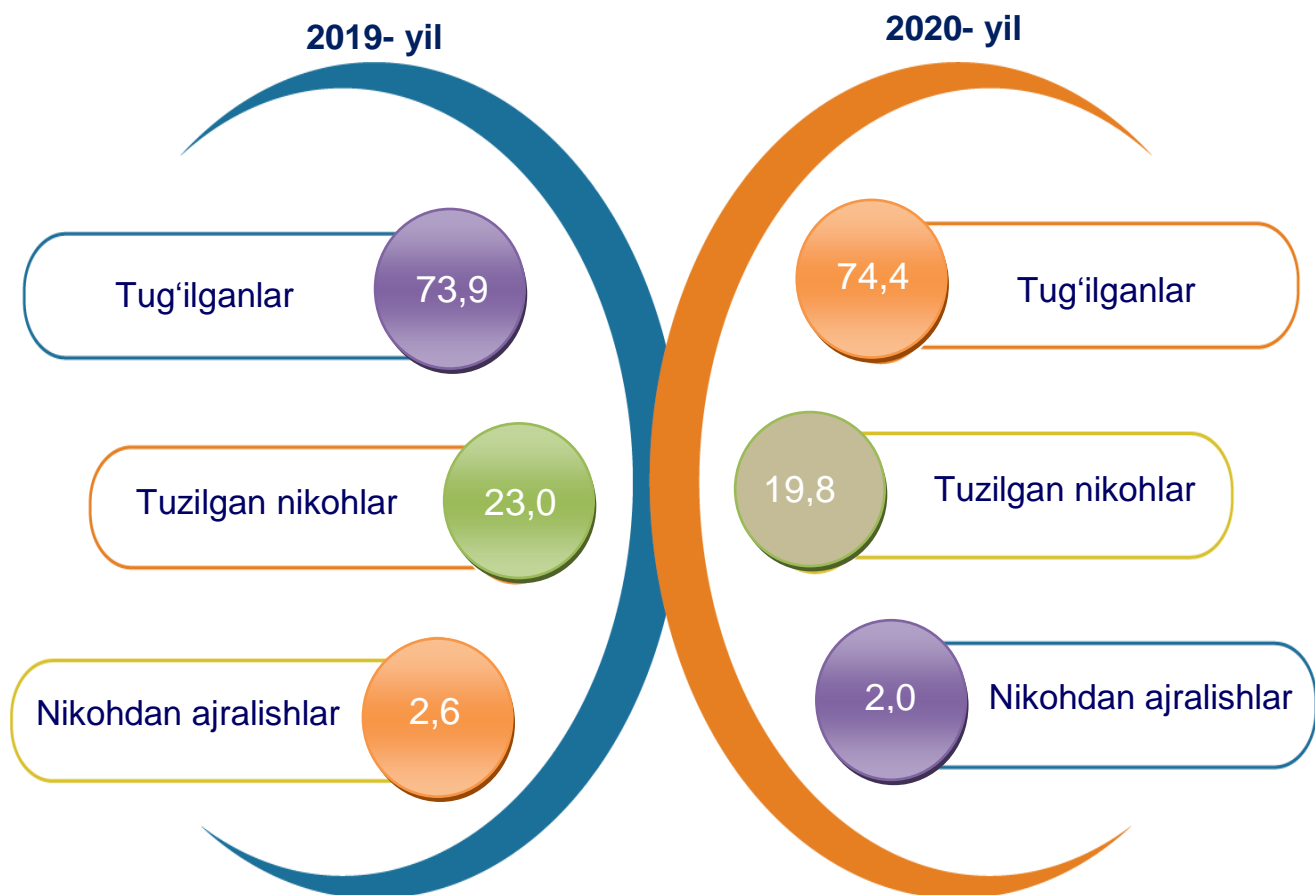 2019- yil
Tug‘ilganlar
73,9
Tuzilgan nikohlar
23,0
Nikohdan ajralishlar
2,6
2020- yil
74,4
Tug‘ilganlar
19,8
Tuzilgan nikohlar
2,0
Nikohdan ajralishlar